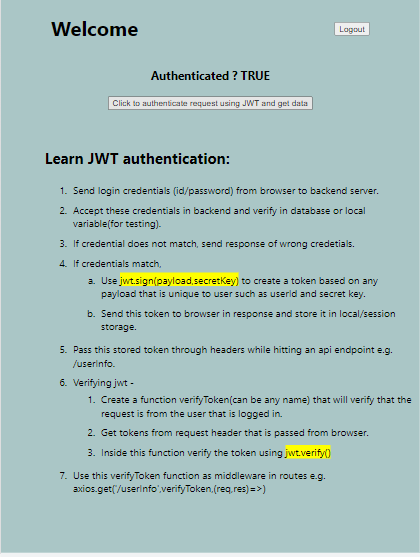 Welcome
Logout
Authenticated ? TRUE
Click to authenticate request using JWT and get data
Learn JWT authentication:
1. Send login credentials (id/password) from browser to backend server.
2. Accept these credentials in backend and verify in database or local
variable(for testing).
3. If credential does not match, send response of wrong credetials.
4. If credentials match,
a. Use jwt.sign(payload,secretKey) to create a token based on any
payload that is unique to user such as userId and secret key.
b. Send this token to browser in response and store it in local/session
storage.
5. Pass this stored token through headers while hitting an api endpoint e.g.
/userInfo.
6. Verifying jwt -
1. Create a function verifyToken(can be any name) that will verify that the
request is from the user that is logged in.
2. Get tokens from request header that is passed from browser.
3. Inside this function verify the token using jwt.verify()
7. Use this verifyToken function as middleware in routes e.g.
axios.get('/userInfo',verifyToken,(req,res)=>)